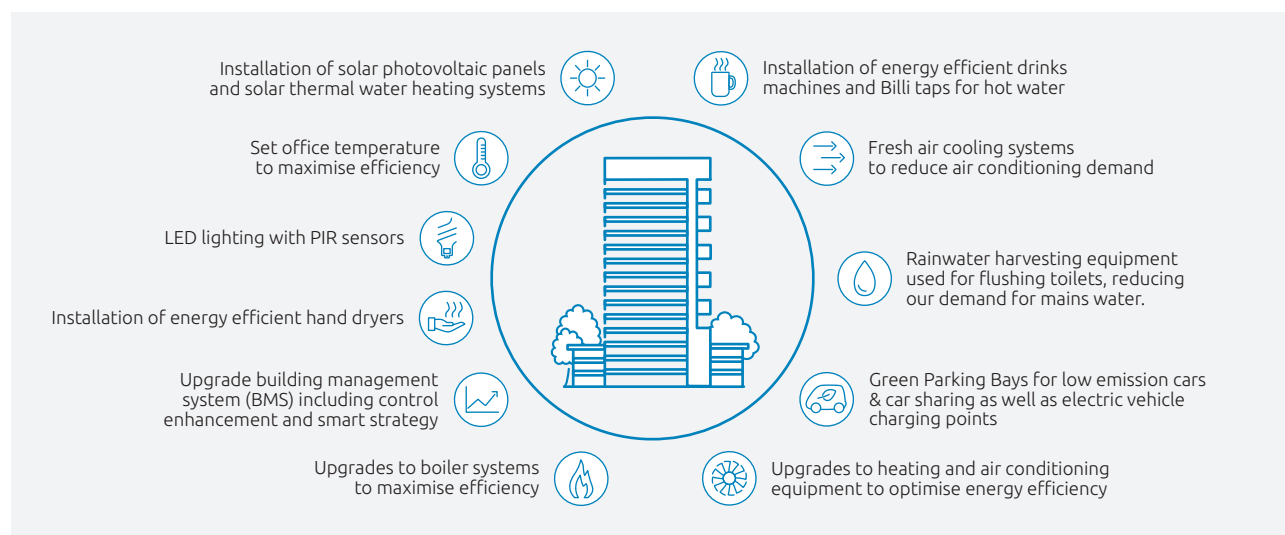 Installation of solar photovoltaic panels
and solar thermal water heating systems
Set office temperature
to maximise efficiency
LED lighting with PIR sensors
Installation of energy efficient hand dryers
Upgrade building management
system (BMS) including control
enhancement and smart strategy
Upgrades to boiler systems
to maximise efficiency
Installation of energy efficient drinks
machines and Billi taps for hot water
Fresh air cooling systems
to reduce air conditioning demand
Rainwater harvesting equipment
used for flushing toilets, reducing
our demand for mains water.
Green Parking Bays for low emission cars
& car sharing as well as electric vehicle
charging points
Upgrades to heating and air conditioning
equipment to optimise energy efficiency